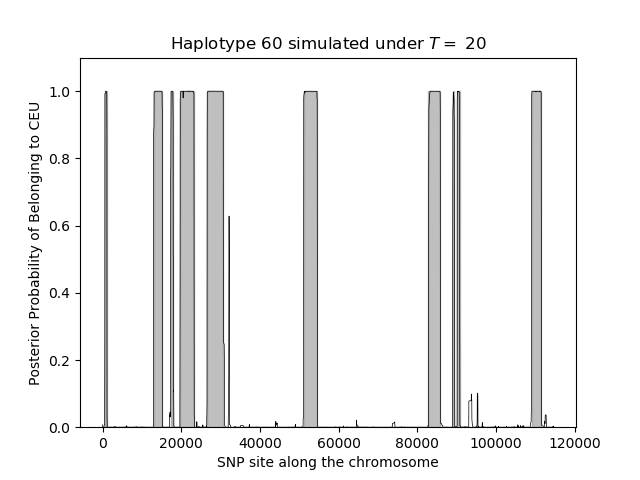 Haplotype 60 simulated under T = 20
Posterior Probability of Belonging to CEU
1.0
0.8
0.6
0.4
0.2
0.0
0 20000 40000 60000 80000 100000 120000
SNP site along the chromosome